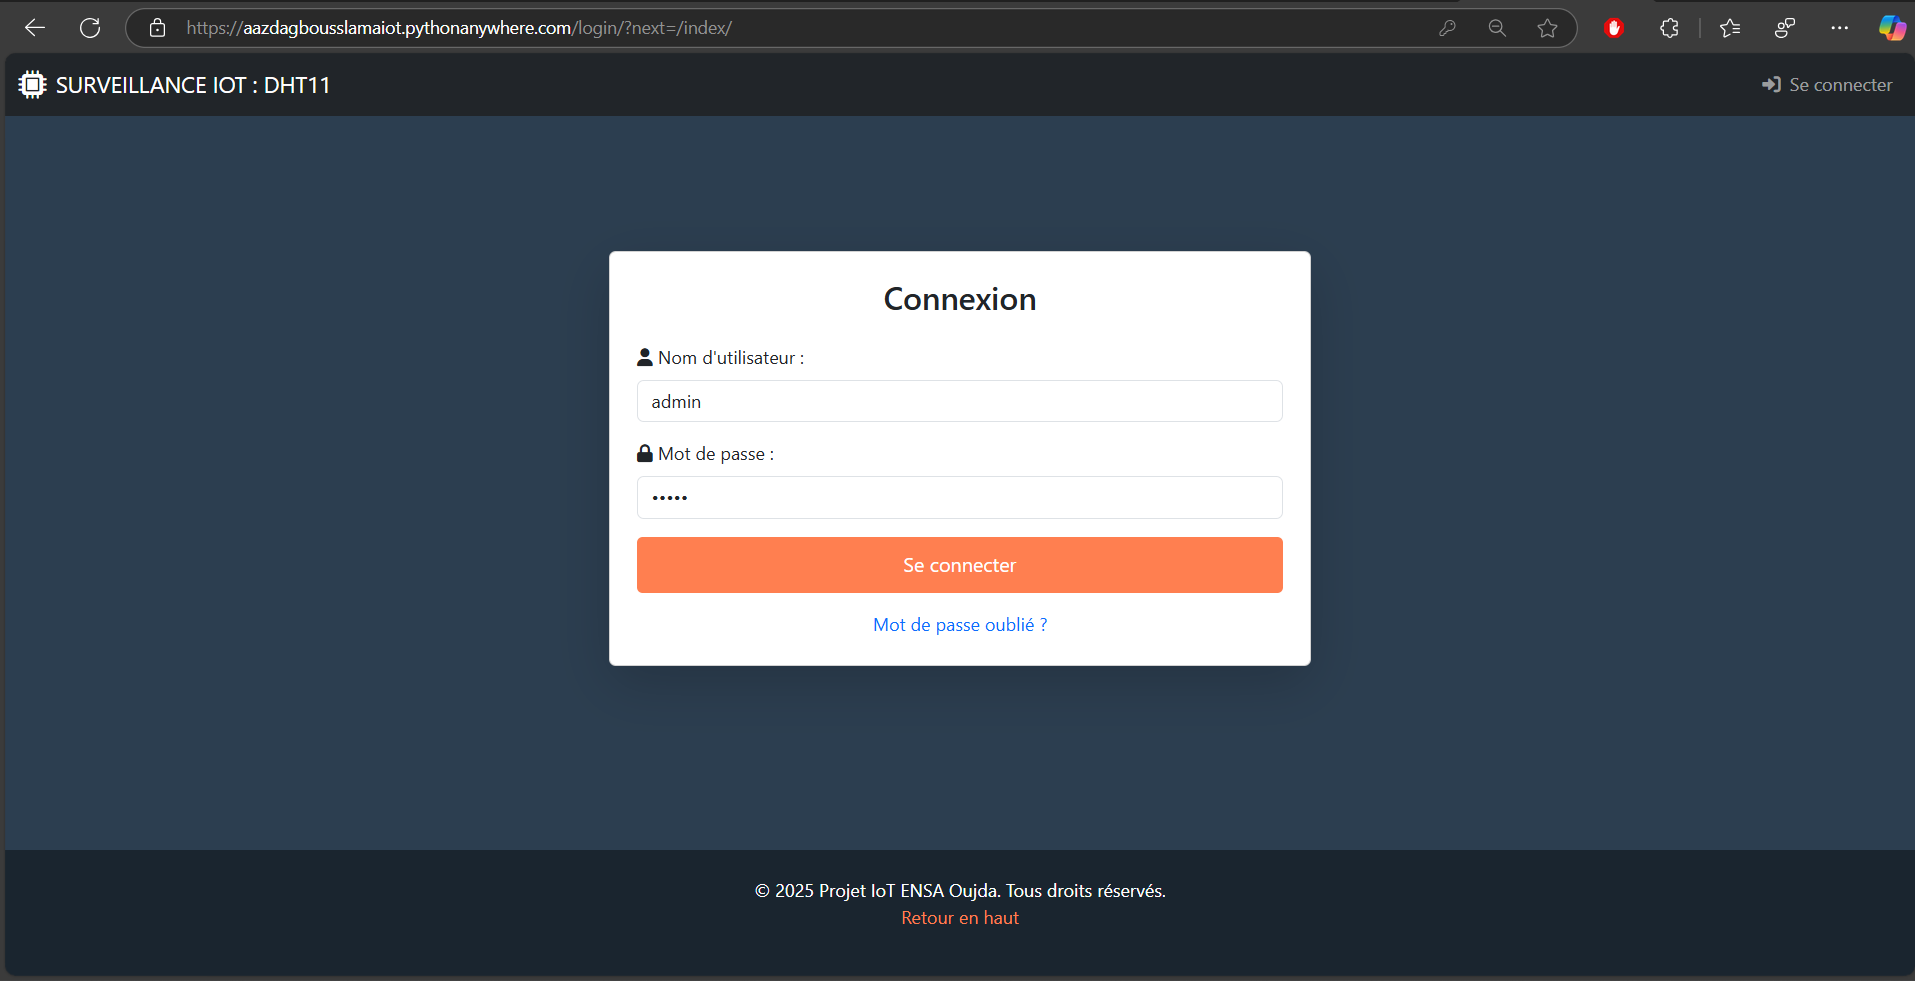 https://aazdagbousslamaiot.pythonanywhere.com/login/?next=/index/
SURVEILLANCE IOT : DHT11
Se connecter
Connexion
Nom d'utilisateur :
admin
Mot de passe :
•••••
Se connecter
Mot de passe oublié ?
© 2025 Projet IoT ENSA Oujda. Tous droits réservés.
Retour en haut